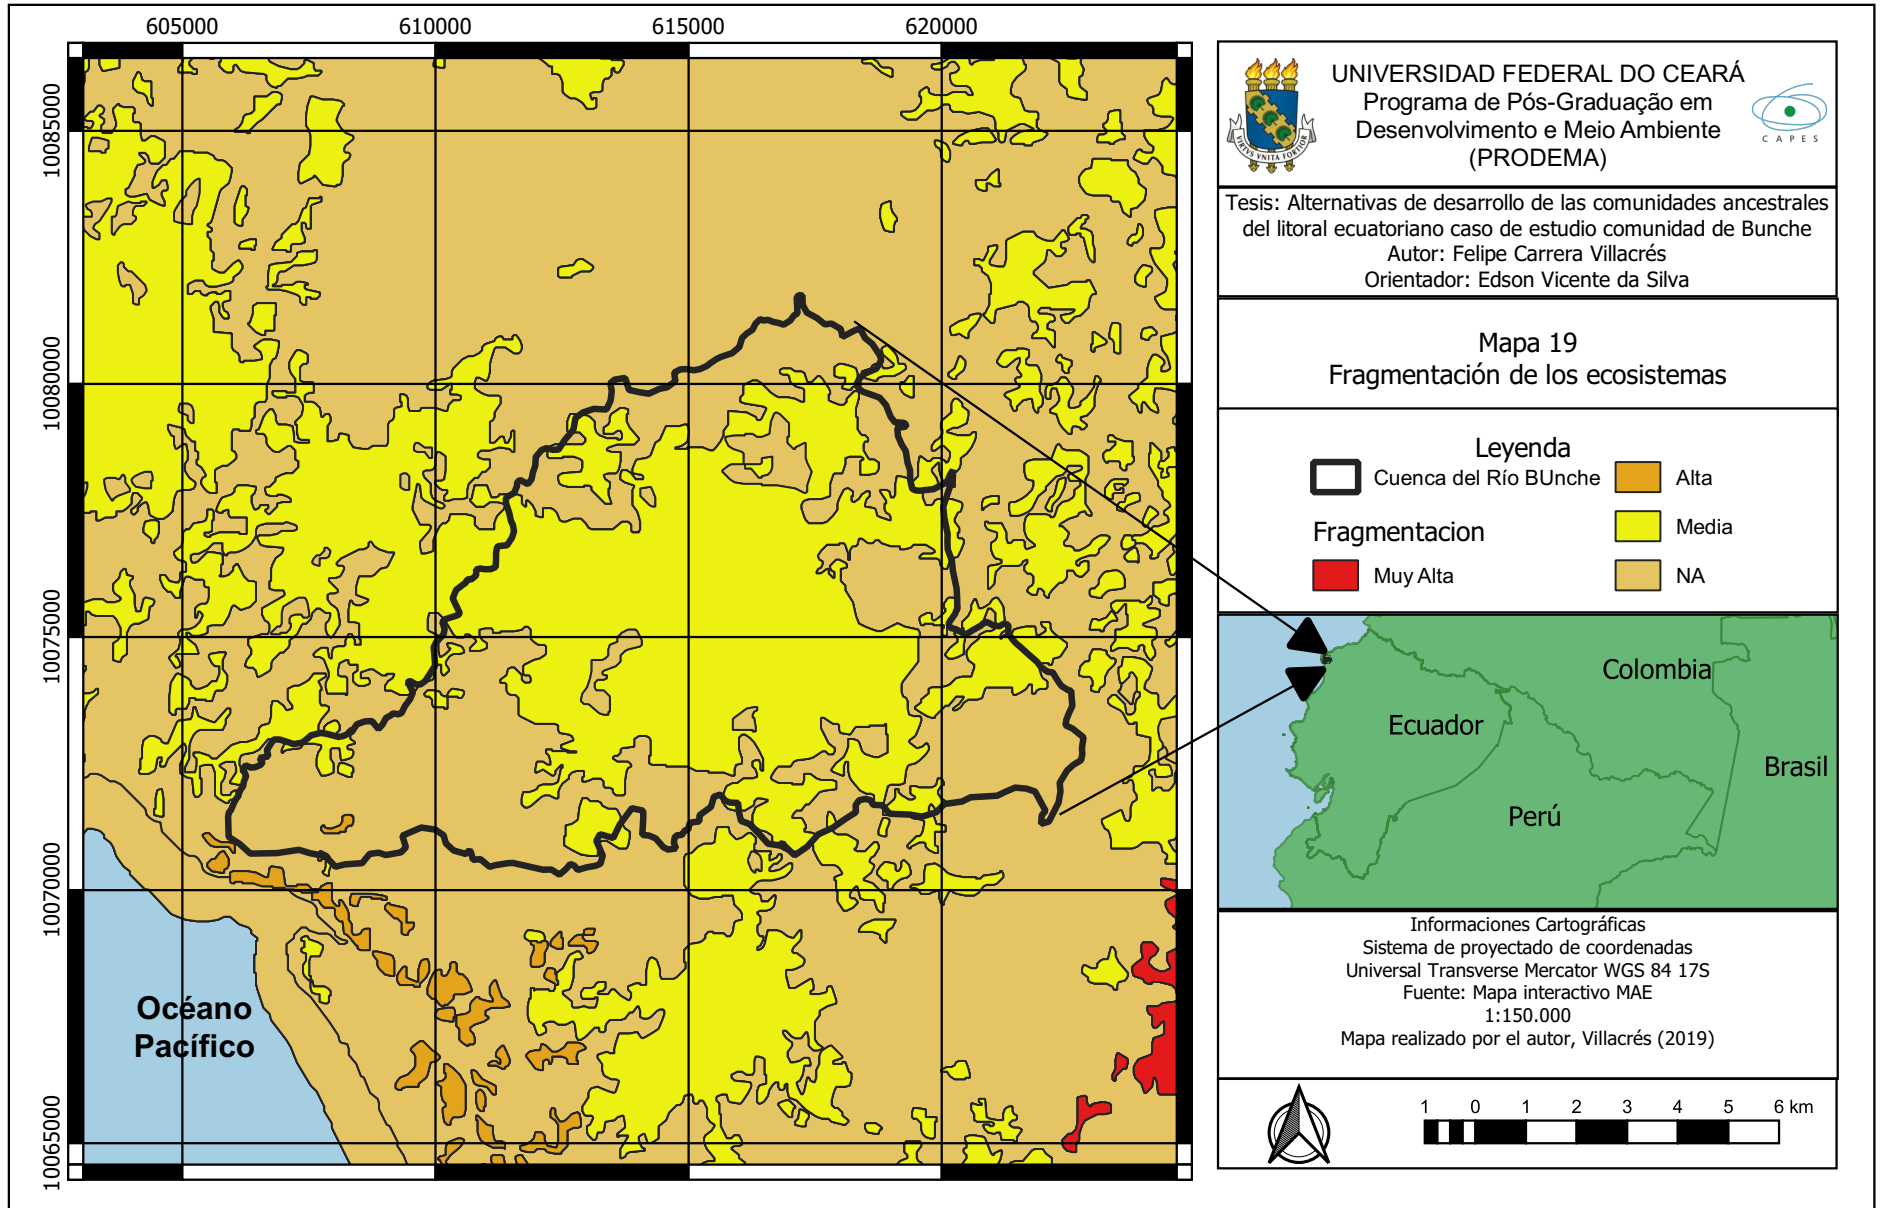 605000
610000
615000
620000
10085000
10080000
10075000
10070000
10065000
Océano
Pacífico
UNIVERSIDAD FEDERAL DO CEARÁ
Programa de Pós-Graduação em
Desenvolvimento e Meio Ambiente
(PRODEMA)
VIRTVS VNITA FORTIOR
CAPES
Tesis: Alternativas de desarrollo de las comunidades ancestrales
del litoral ecuatoriano caso de estudio comunidad de Bunche
Autor: Felipe Carrera Villacrés
Orientador: Edson Vicente da Silva
Mapa 19
Fragmentación de los ecosistemas
Leyenda
Cuenca del Río BUnche
Fragmentacion
Muy Alta
Alta
Media
NA
Colombia
Ecuador
Brasil
Perú
Informaciones Cartográficas
Sistema de proyectado de coordenadas
Universal Transverse Mercator WGS 84 17S
Fuente: Mapa interactivo MAE
1:150.000
Mapa realizado por el autor, Villacrés (2019)
1 0 1 2 3 4 5 6 km